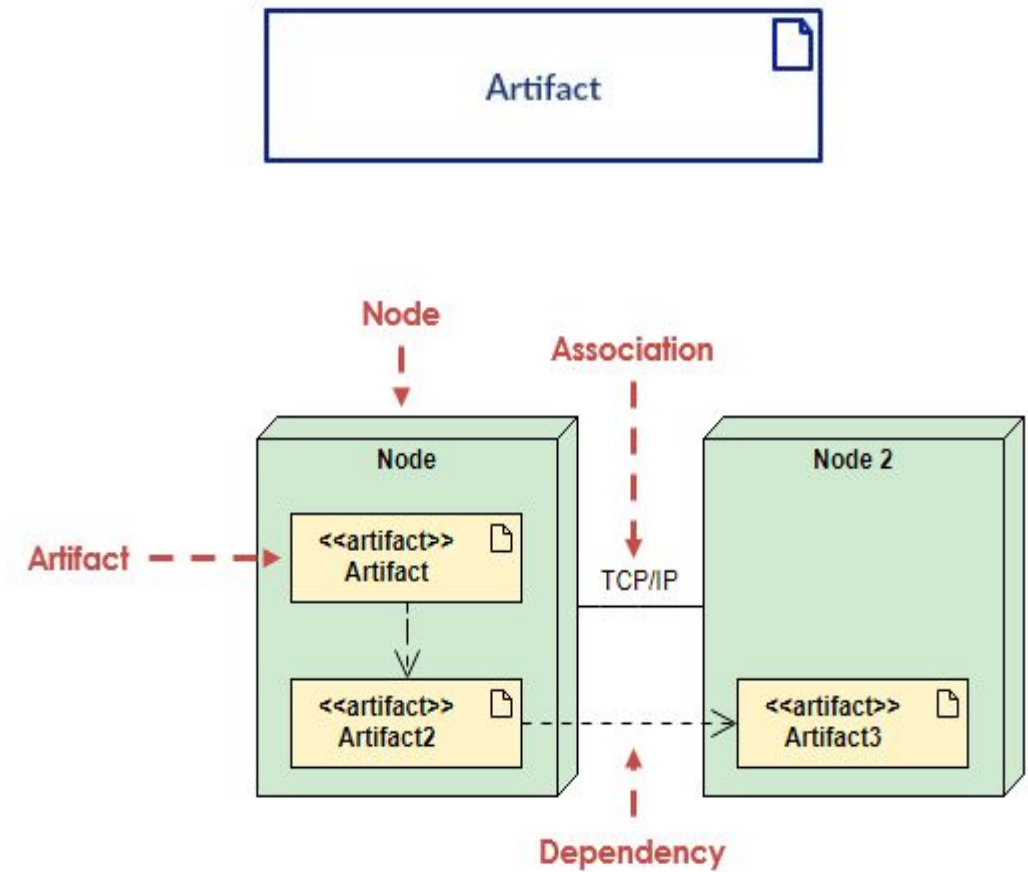 Artifact
Node
Association
Node
Node 2
<<artifact>>
Artifact
Artifact
TCP/IP
<<artifact>>
Artifact2
<<artifact>>
Artifact3
Dependency